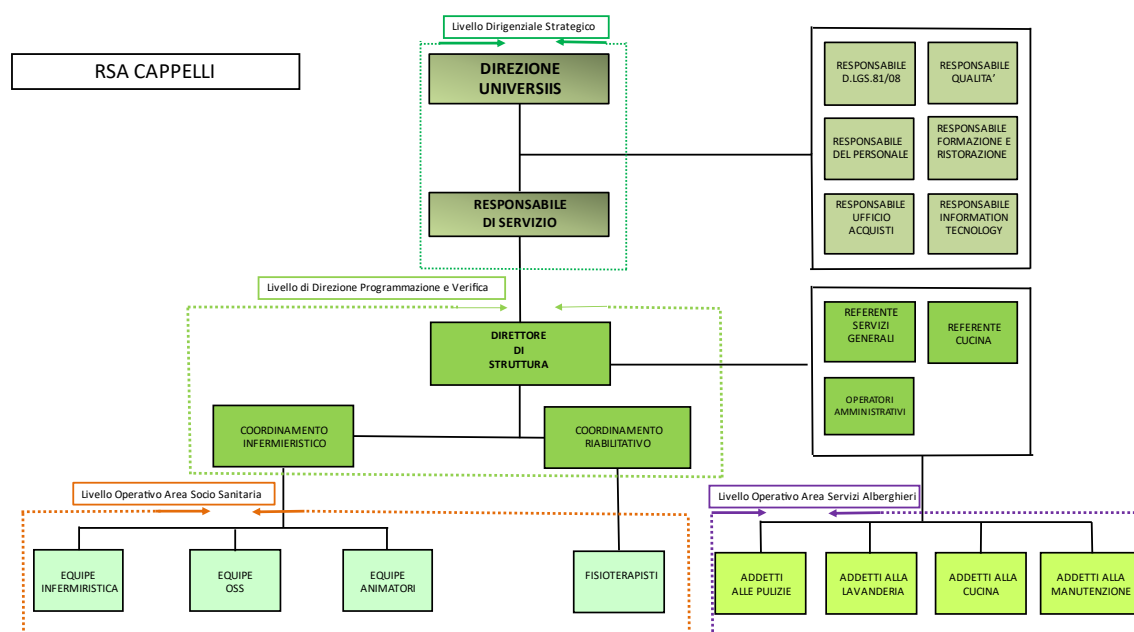 Livello Dirigenziale Strategico
RSA CAPPELLI
DIREZIONE
UNIVERSIIS
RESPONSABILE
D.LGS.81/08
RESPONSABILE
QUALITA’
RESPONSABILE
DEL PERSONALE
RESPONSABILE
FORMAZIONE E
RISTORAZIONE
RESPONSABILE
DI SERVIZIO
RESPONSABILE
UFFICIO
ACQUISTI
RESPONSABILE
INFORMATION
TECNOLOGY
Livello di Direzione Programmazione e Verifica
DIRETTORE
DI
STRUTTURA
REFERENTE
SERVIZI
GENERALI
REFERENTE
CUCINA
OPERATORI
AMMINISTRATIVI
COORDINAMENTO
INFERMIERISTICO
COORDINAMENTO
RIABILITATIVO
Livello Operativo Area Socio Sanitaria
Livello Operativo Area Servizi Alberghieri
EQUIPE
INFERMIRISTICA
EQUIPE
OSS
EQUIPE
ANIMATORI
FISIOTERAPISTI
ADDETTI
ALLE PULIZIE
ADDETTI ALLA
LAVANDERIA
ADDETTI ALLA
CUCINA
ADDETTI ALLA
MANUTENZIONE